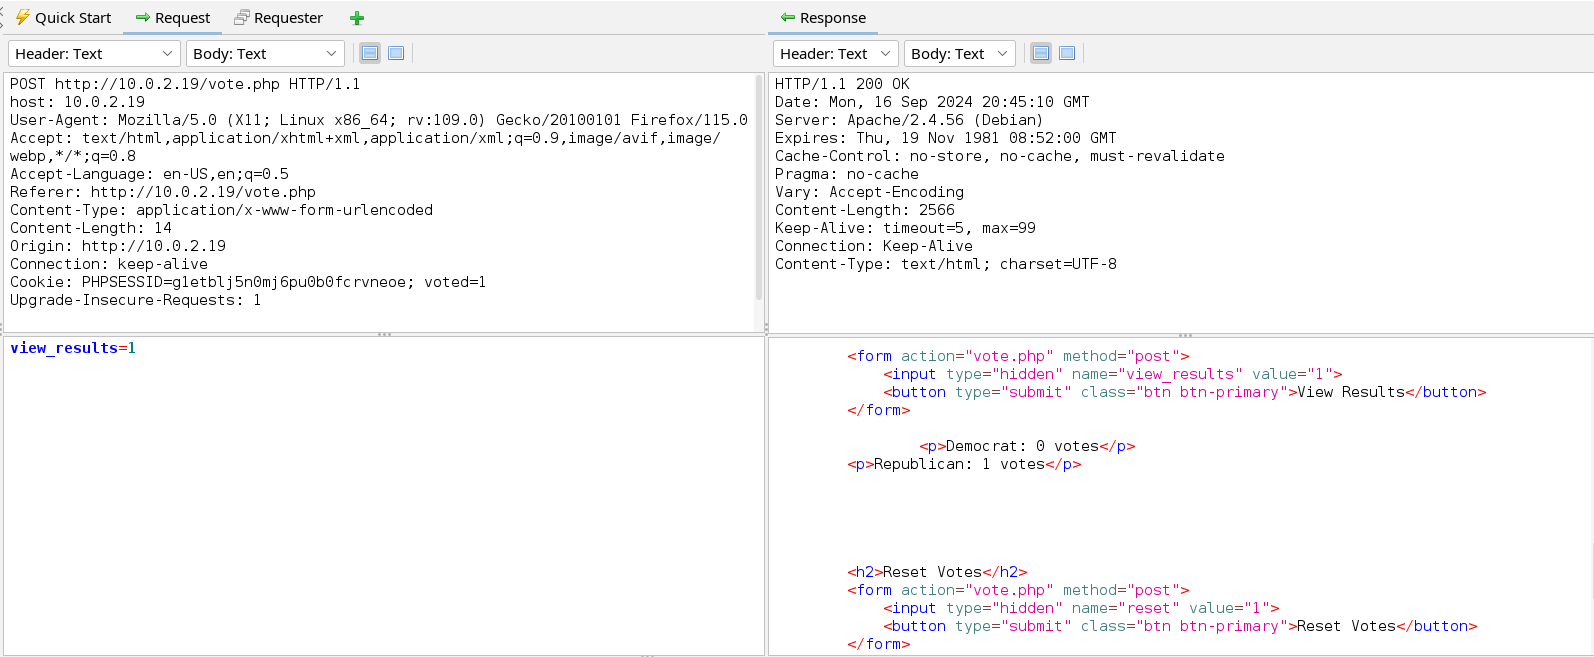 Quick Start Request Requester
Header: Text Body: Text
POST http://10.0.2.19/vote.php HTTP/1.1
host: 10.0.2.19
User-Agent: Mozilla/5.0 (X11; Linux x86_64; rv:109.0) Gecko/20100101 Firefox/115.0
Accept: text/html,application/xhtml+xml,application/xml;q=0.9,image/avif,image/
webp,*/*;q=0.8
Accept-Language: en-US,en;q=0.5
Referer: http://10.0.2.19/vote.php
Content-Type: application/x-www-form-urlencoded
Content-Length: 14
Origin: http://10.0.2.19
Connection: keep-alive
Cookie: PHPSESSID=g1etblj5n0mj6pu0b0fcrvneoe; voted=1
Upgrade-Insecure-Requests: 1
view_results=1
Response
Header: Text Body: Text
HTTP/1.1 200 OK
Date: Mon, 16 Sep 2024 20:45:10 GMT
Server: Apache/2.4.56 (Debian)
Expires: Thu, 19 Nov 1981 08:52:00 GMT
Cache-Control: no-store, no-cache, must-revalidate
Pragma: no-cache
Vary: Accept-Encoding
Content-Length: 2566
Keep-Alive: timeout=5, max=99
Connection: Keep-Alive
Content-Type: text/html; charset=UTF-8
<form action="vote.php" method="post">
<input type="hidden" name="view_results" value="1">
<button type="submit" class="btn btn-primary">View Results</button>
</form>
<p>Democrat: 0 votes</p>
<p>Republican: 1 votes</p>
<h2>Reset Votes</h2>
<form action="vote.php" method="post">
<input type="hidden" name="reset" value="1">
<button type="submit" class="btn btn-primary">Reset Votes</button>
</form>